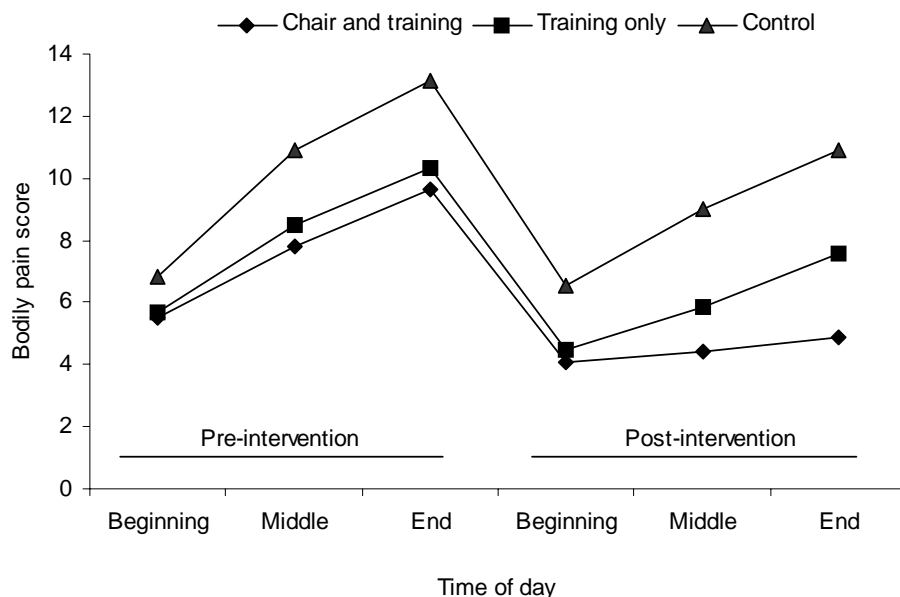 Chair and training Training only Control
14
12
10
8
6
4
2
0
Bodily pain score
Pre-intervention Post-intervention
Beginning Middle End Beginning Middle End
Time of day